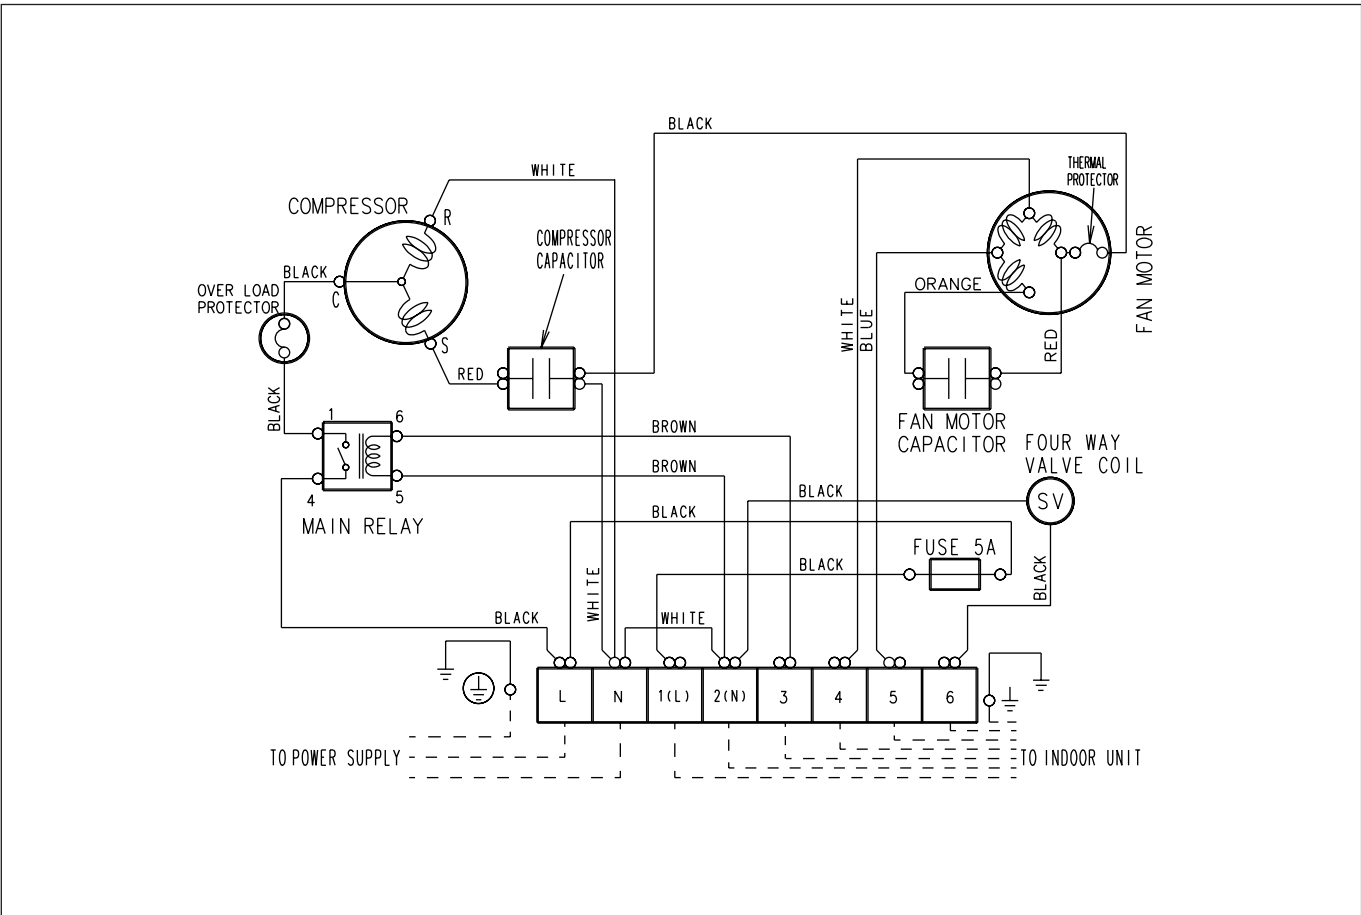 BLACK
WHITE
THERMAL
PROTECTOR
COMPRESSOR
R
COMPRESSOR
CAPACITOR
FAN MOTOR
BLACK
C
OVER LOAD
PROTECTOR
ORANGE
WHITE
BLUE
RED
S
RED
BLACK
1
6
BROWN
FAN MOTOR
CAPACITOR
FOUR WAY
VALVE COIL
BROWN
4
5
MAIN RELAY
BLACK
SV
BLACK
FUSE 5A
BLACK
BLACK
WHITE
BLACK
WHITE
L
N
1(L)
2(N)
3
4
5
6
TO POWER SUPPLY
TO INDOOR UNIT